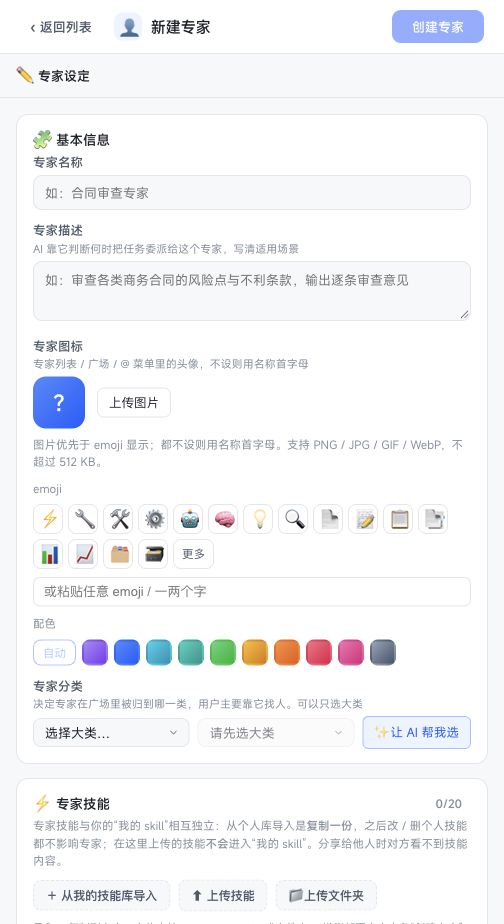 ‹ 返回列表
新建专家
创建专家
专家设定
基本信息
专家名称
如：合同审查专家
专家描述
AI 靠它判断何时把任务委派给这个专家，写清适用场景
如：审查各类商务合同的风险点与不利条款，输出逐条审查意见
专家图标
专家列表 / 广场 / @ 菜单里的头像，不设则用名称首字母
?
上传图片
图片优先于 emoji 显示；都不设则用名称首字母。支持 PNG / JPG / GIF / WebP，不
超过 512 KB。
emoji
更多
或粘贴任意 emoji / 一两个字
配色
自动
专家分类
决定专家在广场里被归到哪一类，用户主要靠它找人。可以只选大类
选择大类...
请先选大类
让 AI 帮我选
专家技能
0/20
专家技能与你的“我的 skill”相互独立：从个人库导入是复制一份，之后改 / 删个人技能
都不影响专家；在这里上传的技能不会进入“我的 skill”。分享给他人时对方看不到技能
内容。
+ 从我的技能库导入
上传技能
上传文件夹